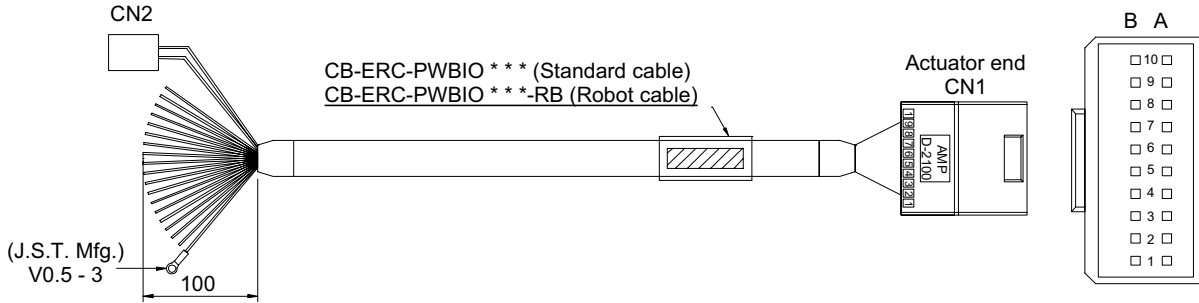 CN2
CB-ERC-PWBIO * * * (Standard cable)
CB-ERC-PWBIO * * *-RB (Robot cable)
(J.S.T. Mfg.)
V0.5 - 3
100
Actuator end
CN1
1 9 8 7 6 5 4 3 2 1
AMP
D-2100
B A
10
9
8
7
6
5
4
3
2
1